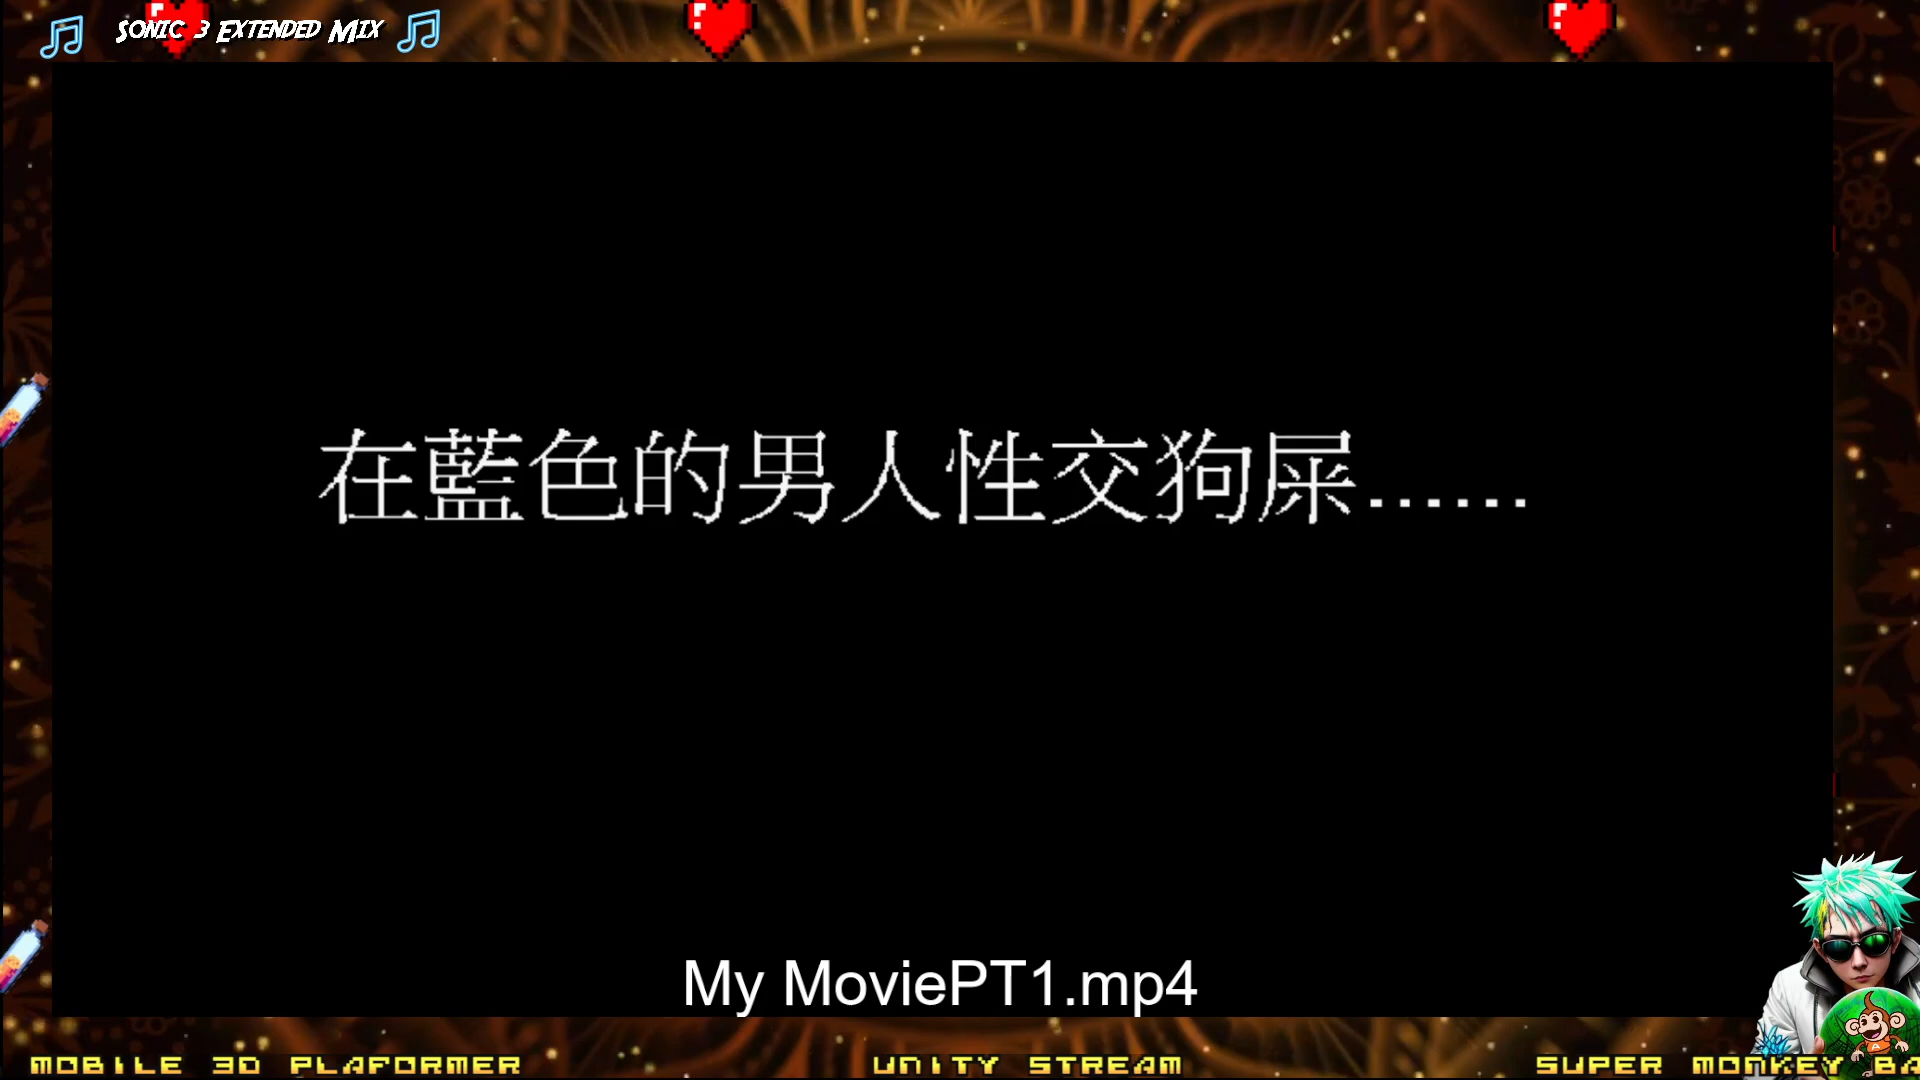 Sonic 3 Extended Mix
在藍色的男人性交狗屎......
My MoviePT1.mp4
MOBILE 3D PLAFORMER
UNITY STREAM
SUPER MONKEY BA